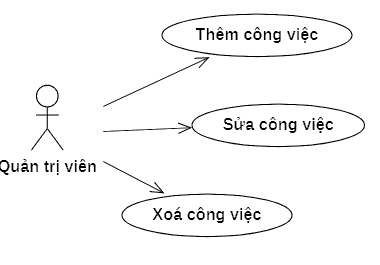 Thêm công việc
Sửa công việc
Quản trị viên
Xoá công việc